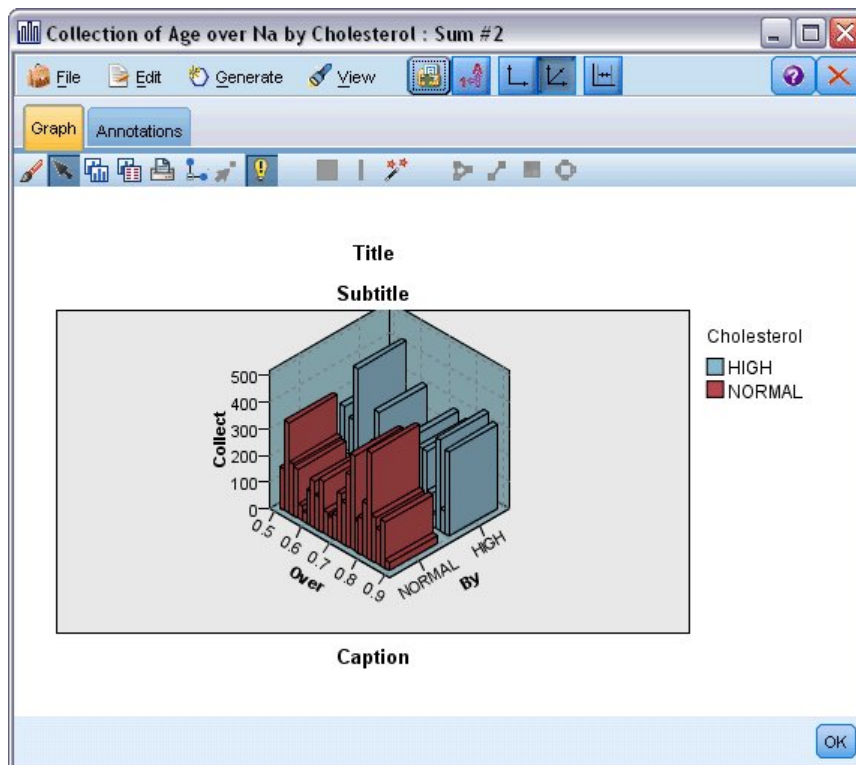 Collection of Age over Na by Cholesterol : Sum #2
File Edit Generate View
Graph Annotations
Title
Subtitle
Cholesterol
HIGH
NORMAL
500
400
300
200
100
0
Collect
0.5 0.6 0.7 0.8 0.9
Over
NORMAL HIGH
By
Caption
OK